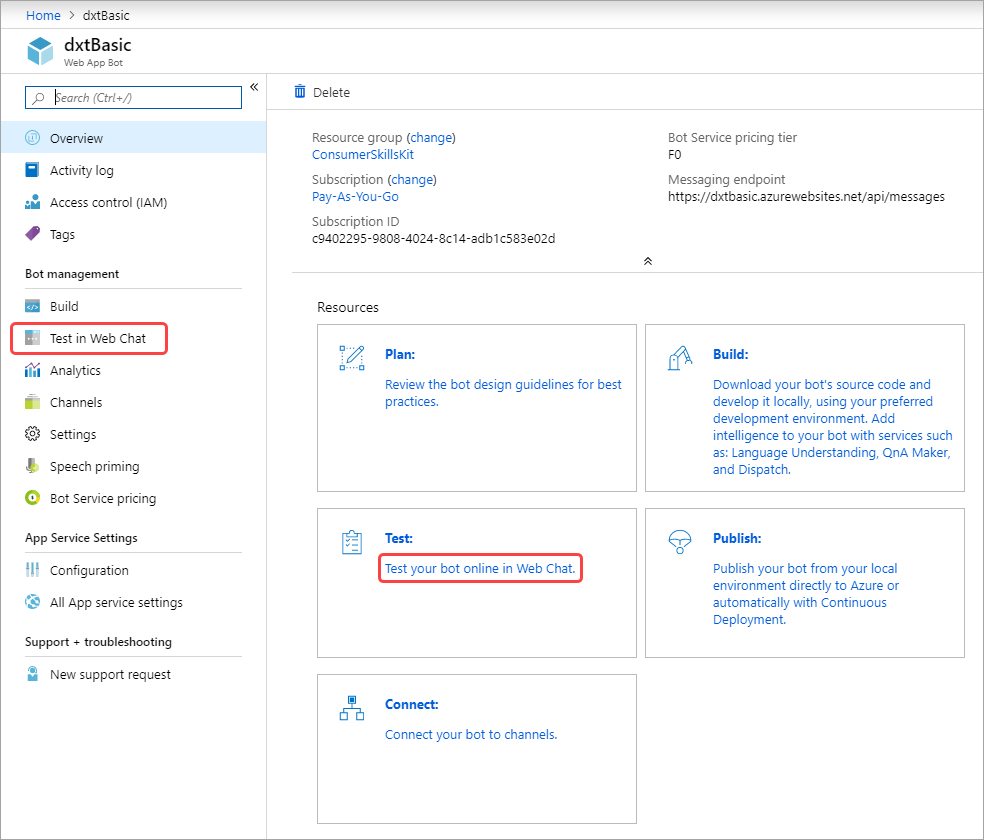 Home > dxtBasic
dxtBasic
Web App Bot
Search (Ctrl+/)
«
Overview
Activity log
Access control (IAM)
Tags
Bot management
Build
Test in Web Chat
Analytics
Channels
Settings
Speech priming
Bot Service pricing
App Service Settings
Configuration
All App service settings
Support + troubleshooting
New support request
Delete
Resource group (change)
ConsumerSkillsKit
Subscription (change)
Pay-As-You-Go
Subscription ID
c9402295-9808-4024-8c14-adb1c583e02d
Bot Service pricing tier
F0
Messaging endpoint
https://dxtbasic.azurewebsites.net/api/messages
Resources
Plan:
Review the bot design guidelines for best
practices.
Build:
Download your bot's source code and
develop it locally, using your preferred
development environment. Add
intelligence to your bot with services such
as: Language Understanding, QnA Maker,
and Dispatch.
Test:
Test your bot online in Web Chat.
Publish:
Publish your bot from your local
environment directly to Azure or
automatically with Continuous
Deployment.
Connect:
Connect your bot to channels.